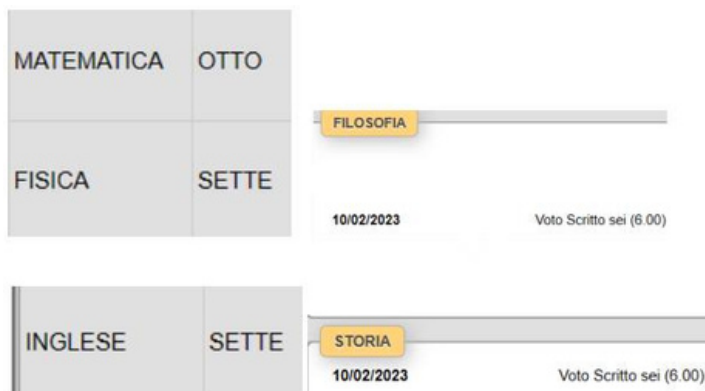 MATEMATICA OTTO
FISICA SETTE
FILOSOFIA
10/02/2023 Voto Scritto sei (6.00)
INGLESE SETTE
STORIA
10/02/2023 Voto Scritto sei (6.00)